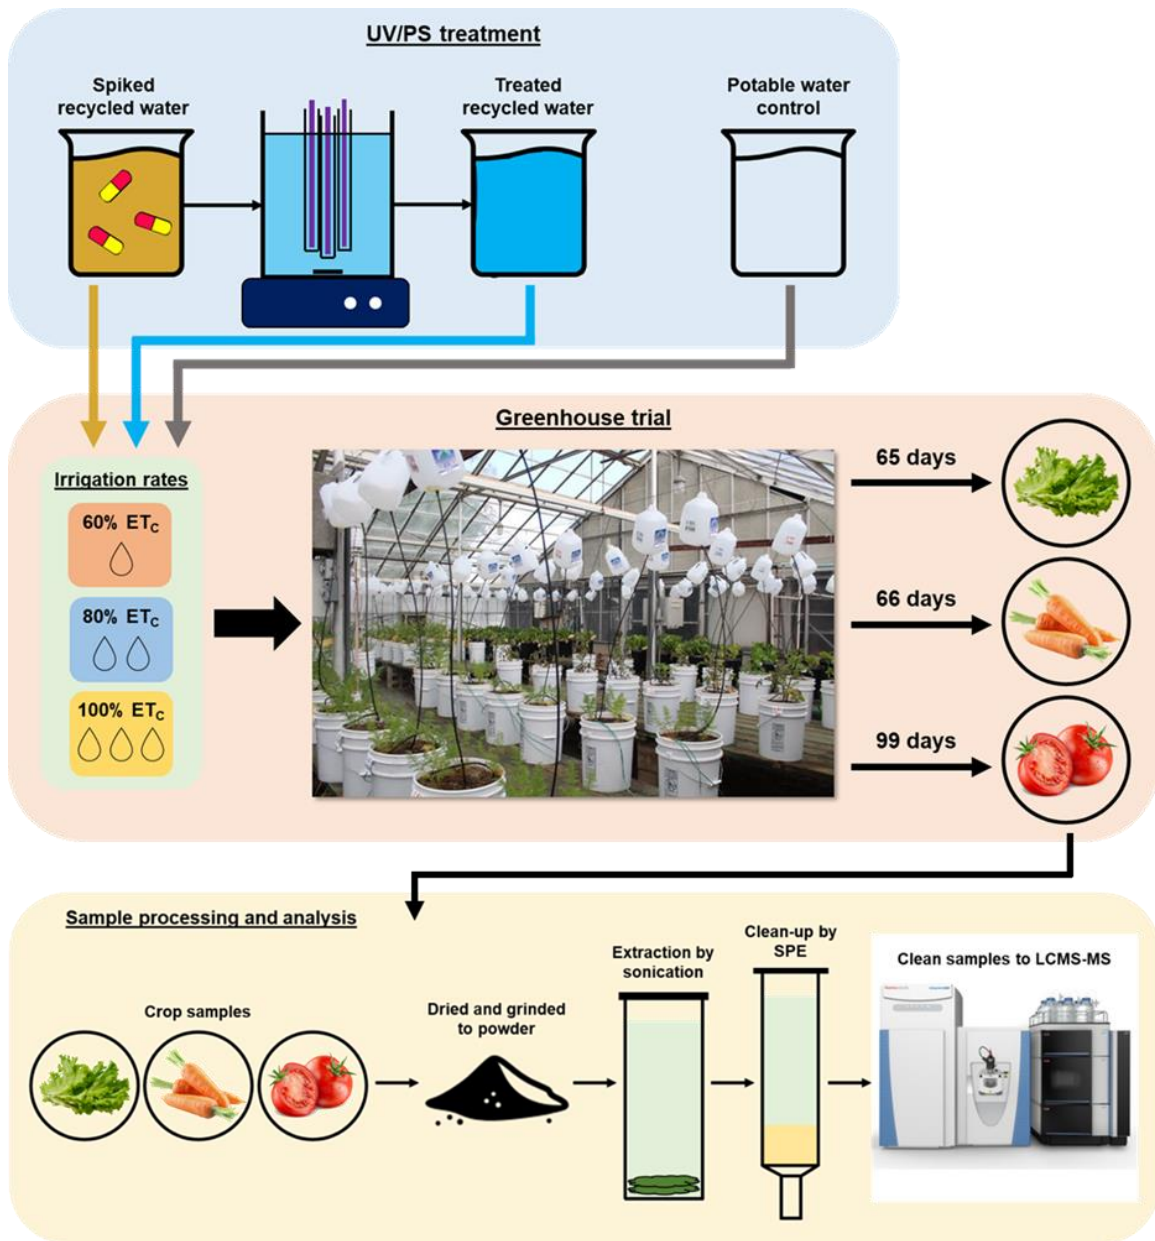 UV/PS treatment
Spiked
recycled water
Treated
recycled water
Potable water
control
Greenhouse trial
Irrigation rates
60% ETC
80% ETC
100% ETC
65 days
66 days
99 days
Sample processing and analysis
Crop samples
Dried and grinded
to powder
Extraction by
sonication
Clean-up by
SPE
Clean samples to LCMS-MS